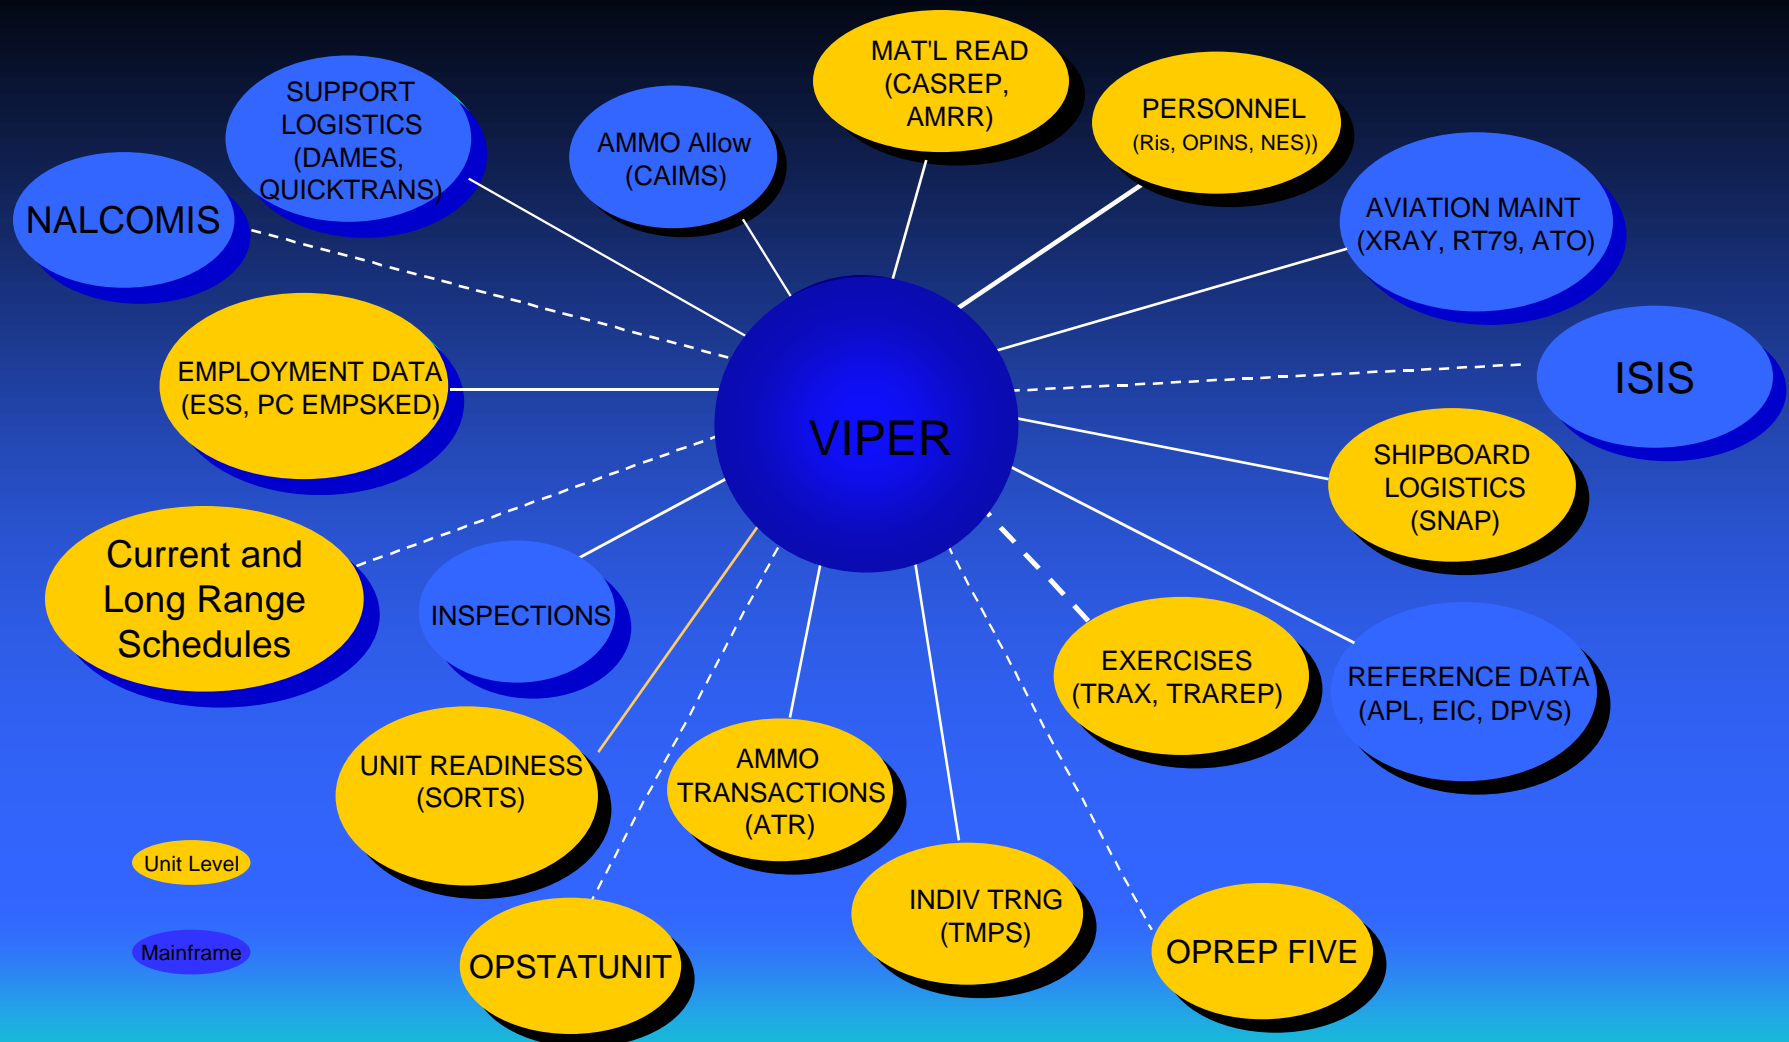 MAT'L READ
(CASREP,
AMRR)
SUPPORT
LOGISTICS
(DAMES,
QUICKTRANS)
AMMO Allow
(CAIMS)
PERSONNEL
(Ris, OPINS, NES))
NALCOMIS
AVIATION MAINT
(XRAY, RT79, ATO)
EMPLOYMENT DATA
(ESS, PC EMPSKED)
VIPER
ISIS
SHIPBOARD
LOGISTICS
(SNAP)
Current and
Long Range
Schedules
INSPECTIONS
EXERCISES
(TRAX, TRAREP)
REFERENCE DATA
(APL, EIC, DPVS)
UNIT READINESS
(SORTS)
AMMO
TRANSACTIONS
(ATR)
INDIV TRNG
(TMPS)
OPSTATUNIT
OPREP FIVE
Unit Level
Mainframe